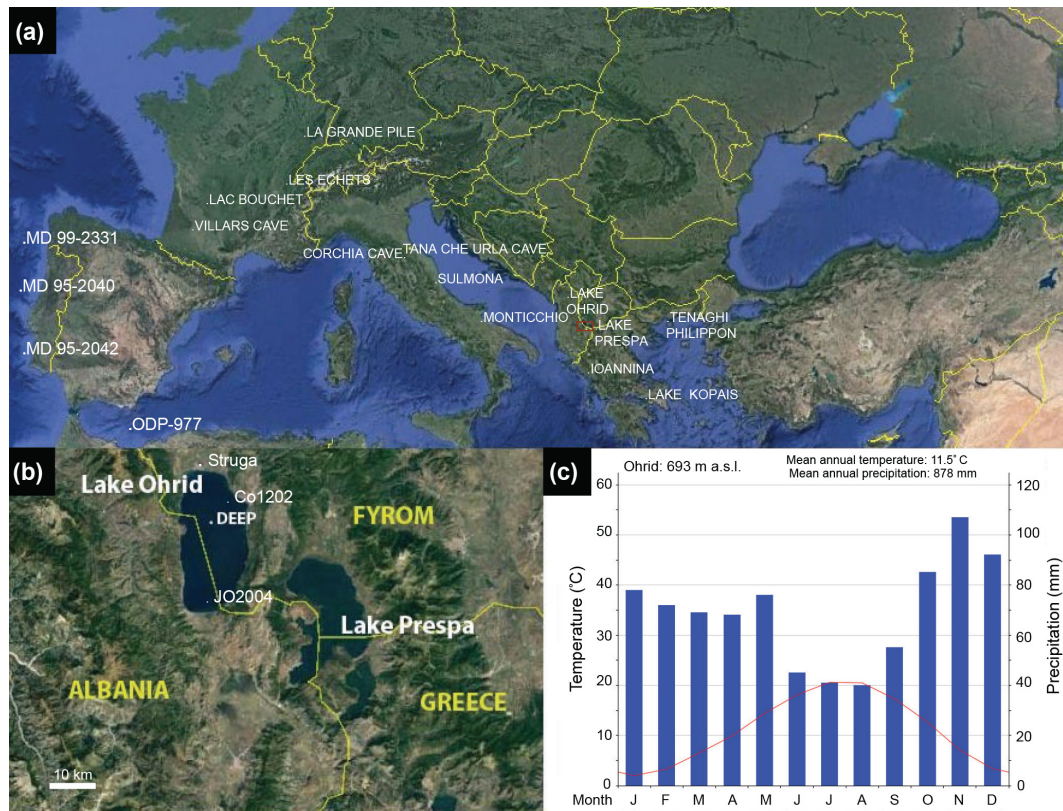 (a)
.LA GRANDE PILE
.LES ECHETS
.LAC BOUCHET
.VILLARS CAVE
.MD 99-2331
CORCHIA CAVE
TANA CHE URLA CAVE
.SULMONA
.MD 95-2040
LAKE
OHRID
.MONTICCHIO
TENAGHI
PHILIPPON
LAKE
PRESPA
.MD 95-2042
.IOANNINA
LAKE KOPAIS
.ODP-977
(b)
Struga
Lake Ohrid
Co1202
DEEP
FYROM
JO2004
Lake Prespa
ALBANIA
GREECE
10 km
(c)
Ohrid: 693 m a.s.l.
Mean annual temperature: 11.5˚ C
Mean annual precipitation: 878 mm
60
50
40
30
20
10
0
Temperature (˚C)
120
100
80
60
40
20
0
Precipitation (mm)
Month J F M A M J J A S O N D